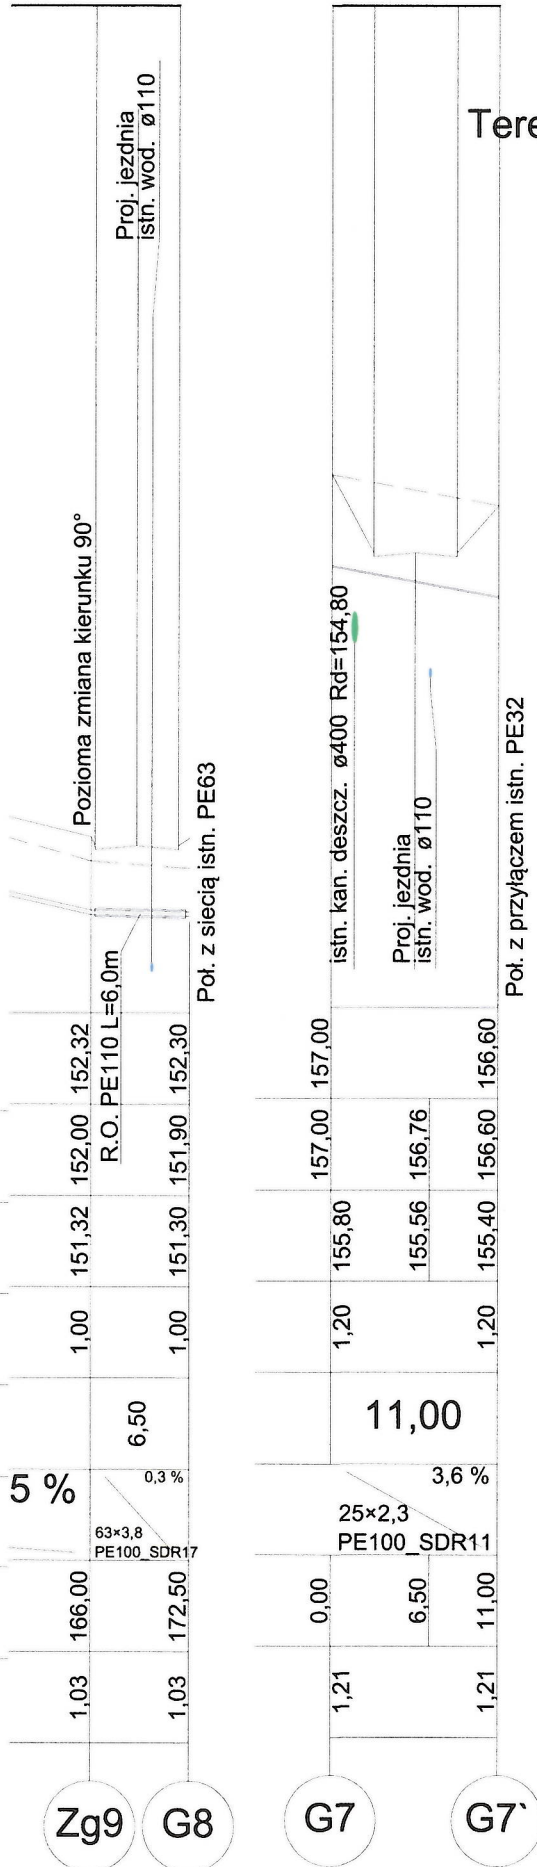 Proj. jezdnia
istn. wod. ø110
Tere
Pozioma zmiana kierunku 90°
Poł. z siecią istn. PE63
R.O. PE110 L=6,0m
istn. kan. deszcz. ø400 Rd=154,80
Proj. jezdnia
istn. wod. ø110
Poł. z przyłączem istn. PE32
152,32 152,30 157,00 156,60
152,00 151,90 157,00 156,76 156,60
151,32 151,30 155,80 155,56 155,40
1,00 1,00 1,20 1,20
6,50 11,00
5 % 0,3 % 3,6 %
63×3,8
PE100_SDR17
25×2,3
PE100_SDR11
166,00 172,50 0,00 6,50 11,00
1,03 1,03 1,21 1,21
Zg9 G8 G7 G7`